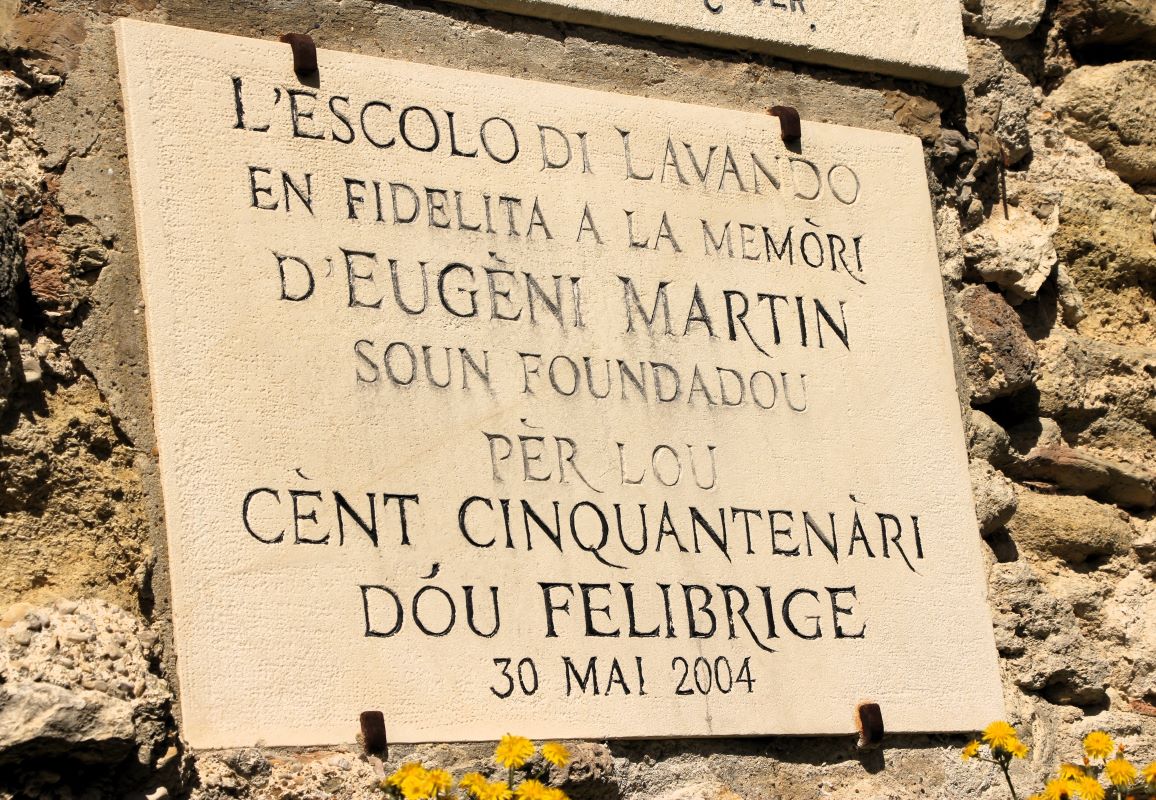 L'ESCOLO DI LAVANDO
EN FIDELITA A LA MEMÒRI
D'EUGÈNI MARTIN
SOUN FOUNDADOU
PÈR LOU
CÈNT CINQUANTENÀRI
DÓU FELIBRIGE
30 MAI 2004